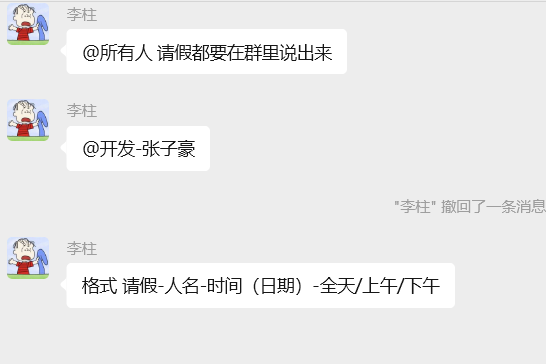 李柱
@所有人 请假都要在群里说出来
李柱
@开发-张子豪
"李柱" 撤回了一条消息
李柱
格式 请假-人名-时间（日期）-全天/上午/下午